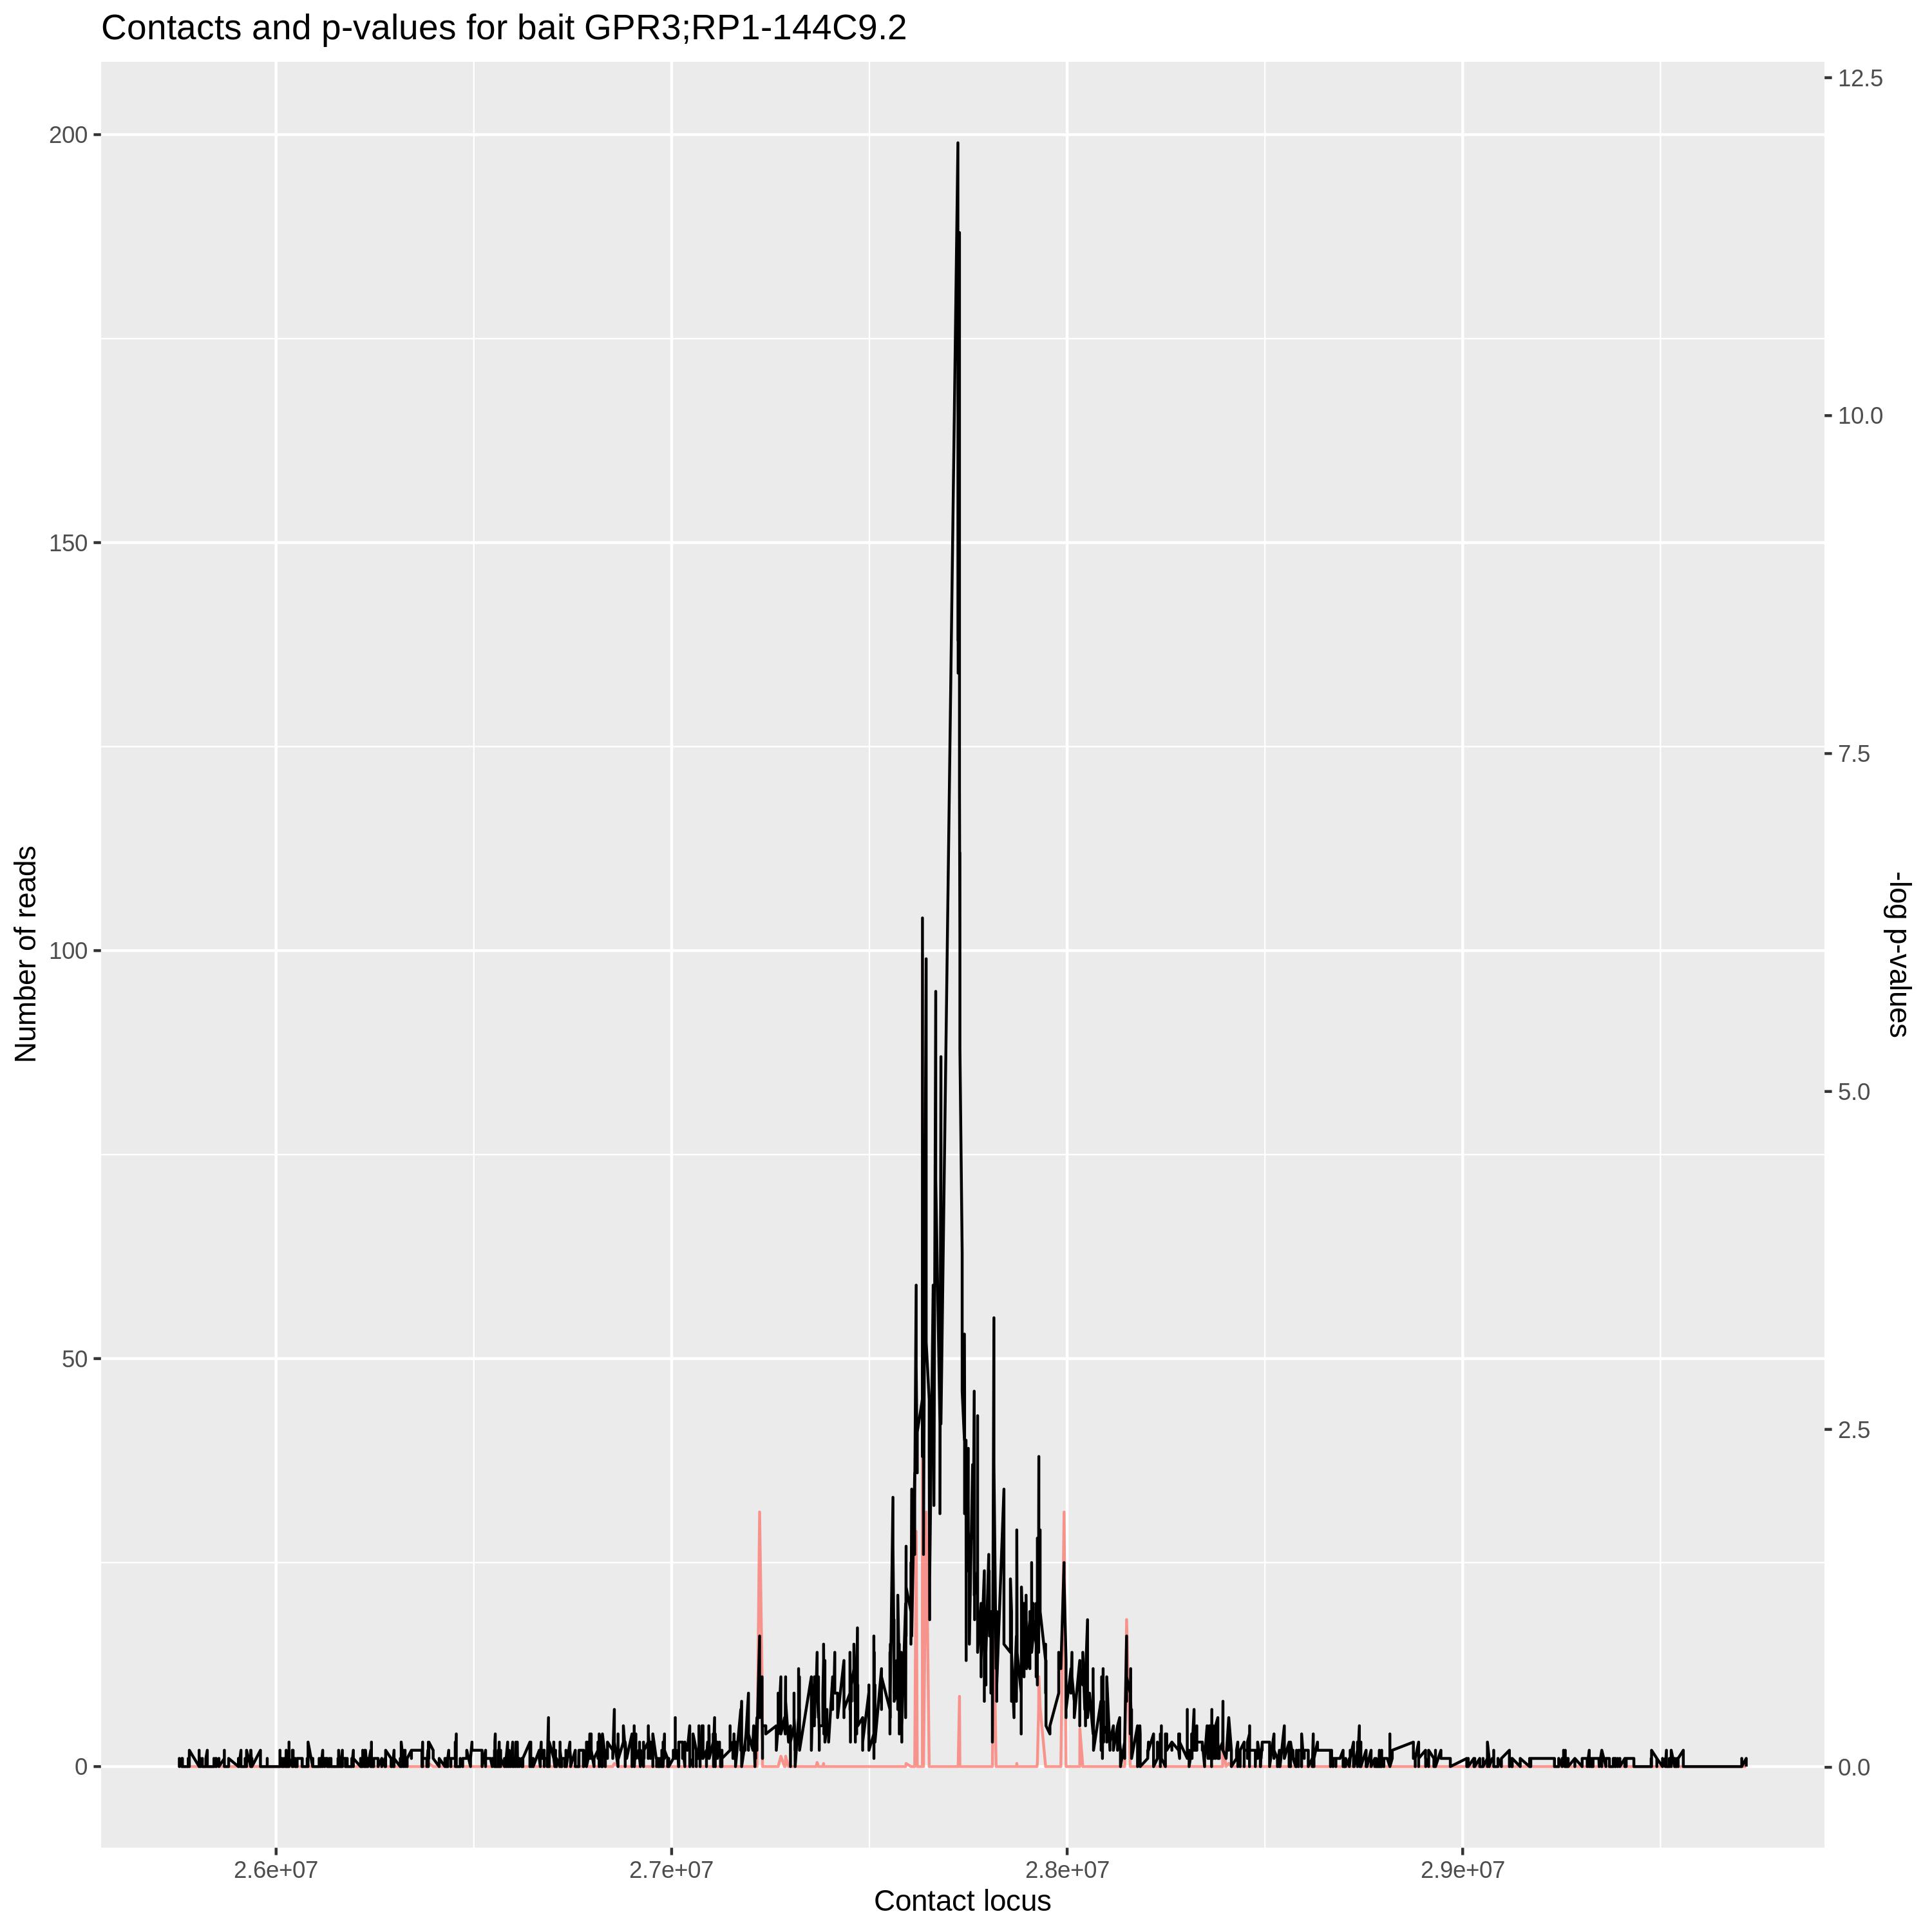 Contacts and p-values for bait GPR3;RP1-144C9.2
Number of reads
200
150
100
50
0
12.5
10.0
7.5
5.0
2.5
0.0
-log p-values
2.6e+07 2.7e+07 2.8e+07 2.9e+07
Contact locus